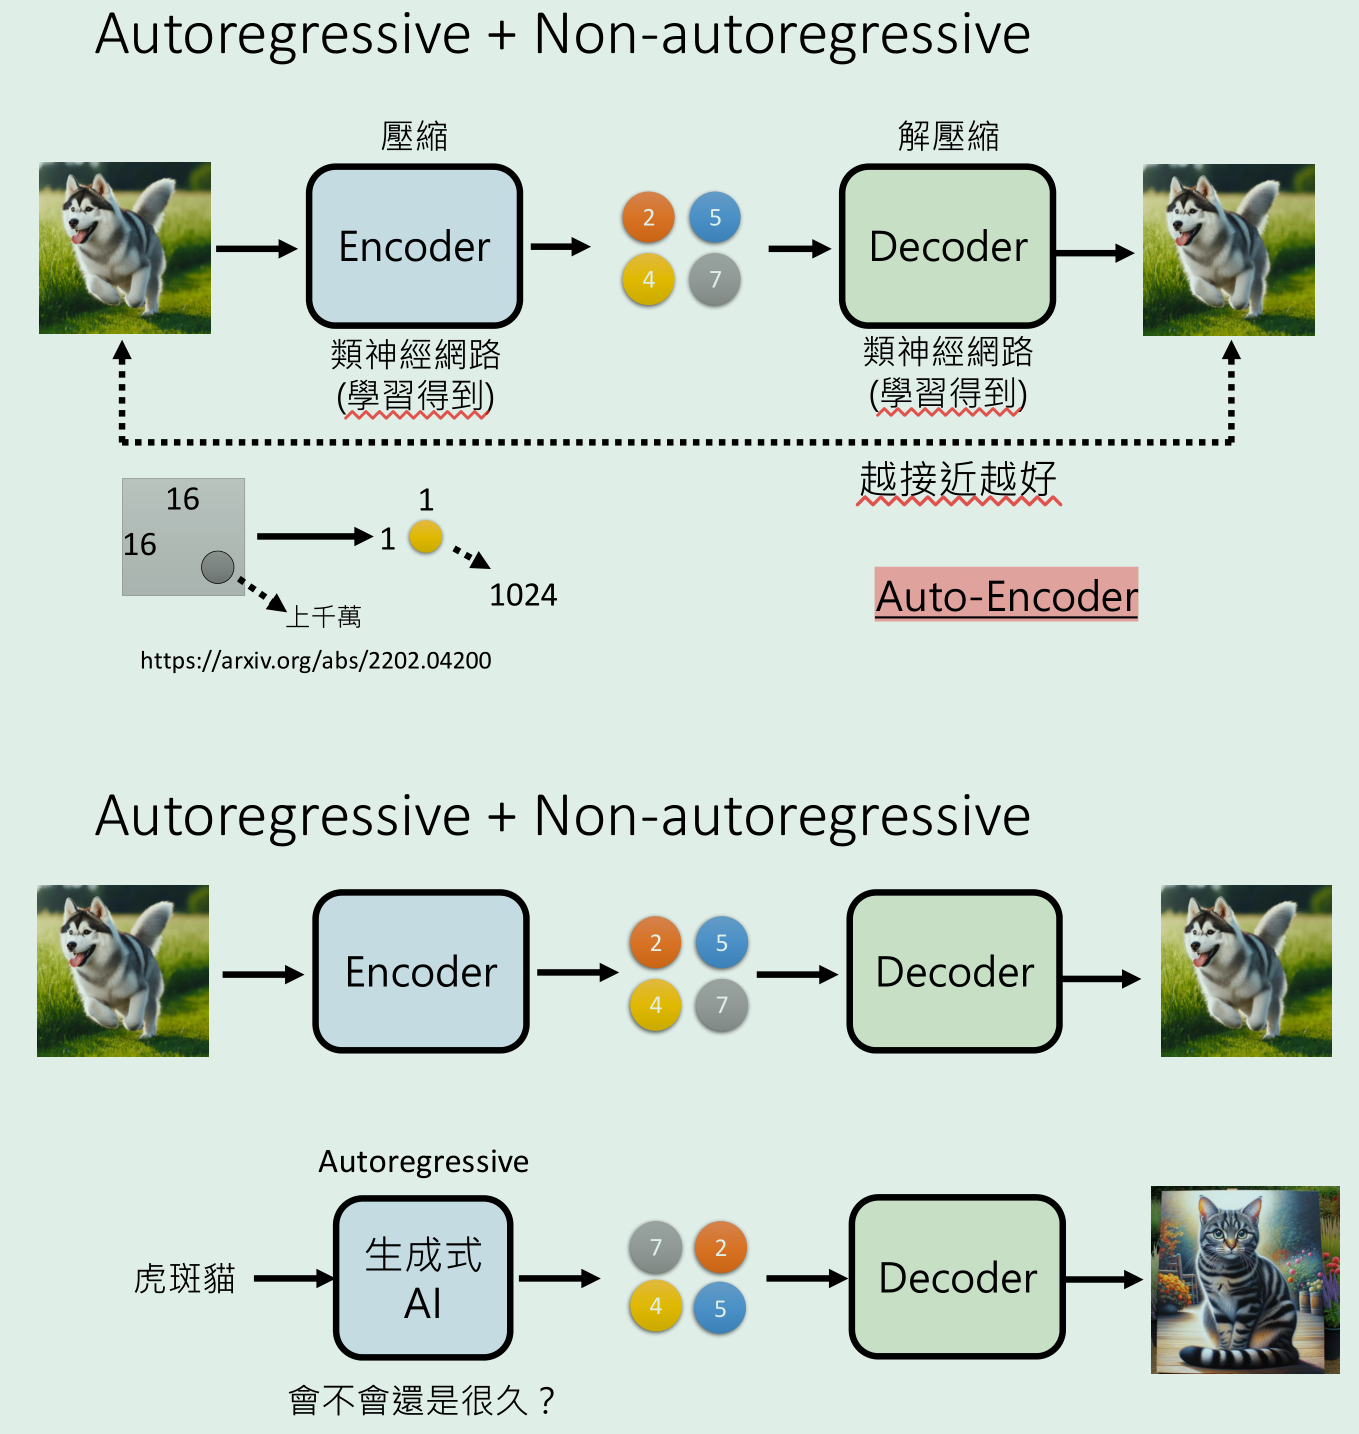 Autoregressive + Non-autoregressive
壓縮
解壓縮
Encoder
2
5
4
7
Decoder
類神經網路
(學習得到)
類神經網路
(學習得到)
越接近越好
16
16
1
1
1024
上千萬
Auto-Encoder
https://arxiv.org/abs/2202.04200
Autoregressive + Non-autoregressive
Encoder
2
5
4
7
Decoder
Autoregressive
虎斑貓
生成式
AI
7
2
4
5
Decoder
會不會還是很久？